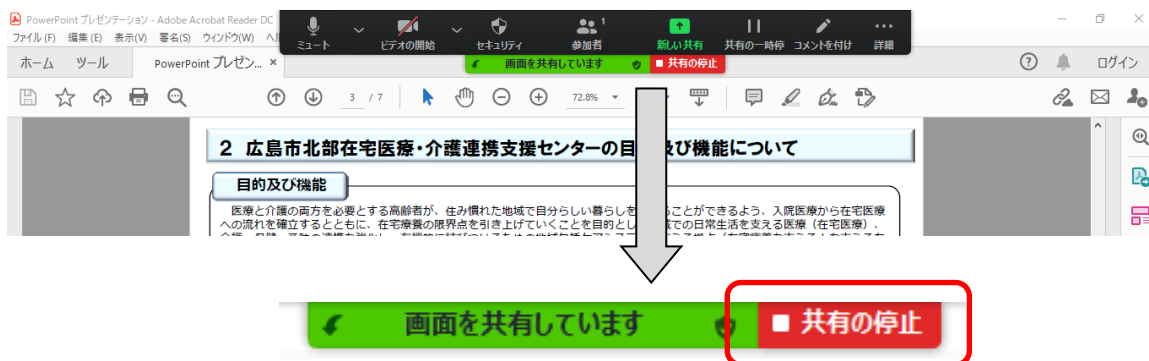 PowerPoint プレゼンテーション - Adobe Acrobat Reader DC
ファイル(F) 編集(E) 表示(V) 署名(S) ウィンドウ(W)
ミュート ビデオの開始 セキュリティ 参加者 1 新しい共有 共有の一時停 コメントを付け 詳細
画面を共有しています ■ 共有の停止
ホーム ツール PowerPoint プレゼン... × ログイン
3 / 7 72.8%
2 広島市北部在宅医療・介護連携支援センターの目 び機能について
目的及び機能
医療と介護の両方を必要とする高齢者が、住み慣れた地域で自分らしい暮らしを ることができるよう、入院医療から在宅医療
への流れを確立するとともに、在宅療養の限界点を引き上げていくことを目的とし 域での日常生活を支える医療（在宅医療）、
画面を共有しています ■ 共有の停止